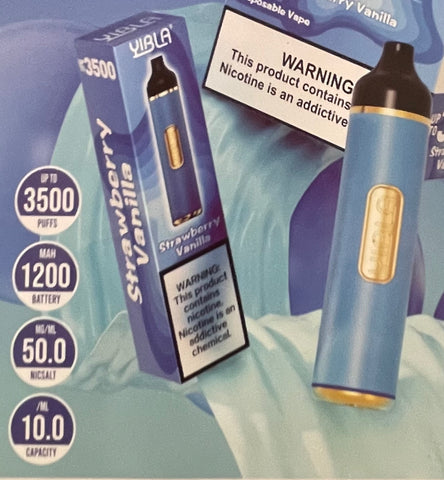 Disposable Vape
Vanilla
WARNING
This product contains
Nicotine is an addictive
YIBLA
YIBLA
3500
Strawberry
Vanilla
Strawberry
Vanilla
WARNING:
This product
contains
nicotine.
Nicotine is an
addictive
chemical.
UP TO
3500
PUFFS
MAH
1200
BATTERY
MG/ML
50.0
NICSALT
/ML
10.0
CAPACITY